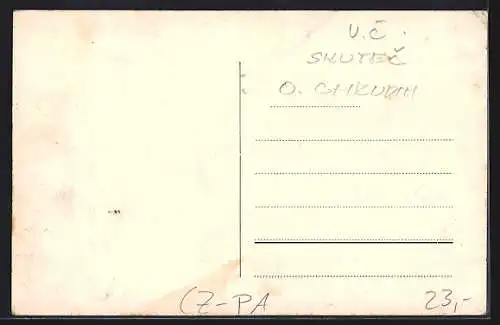 V.Č.
SKUTEČ
O. CHRUDIM
CZ-PA
23,-